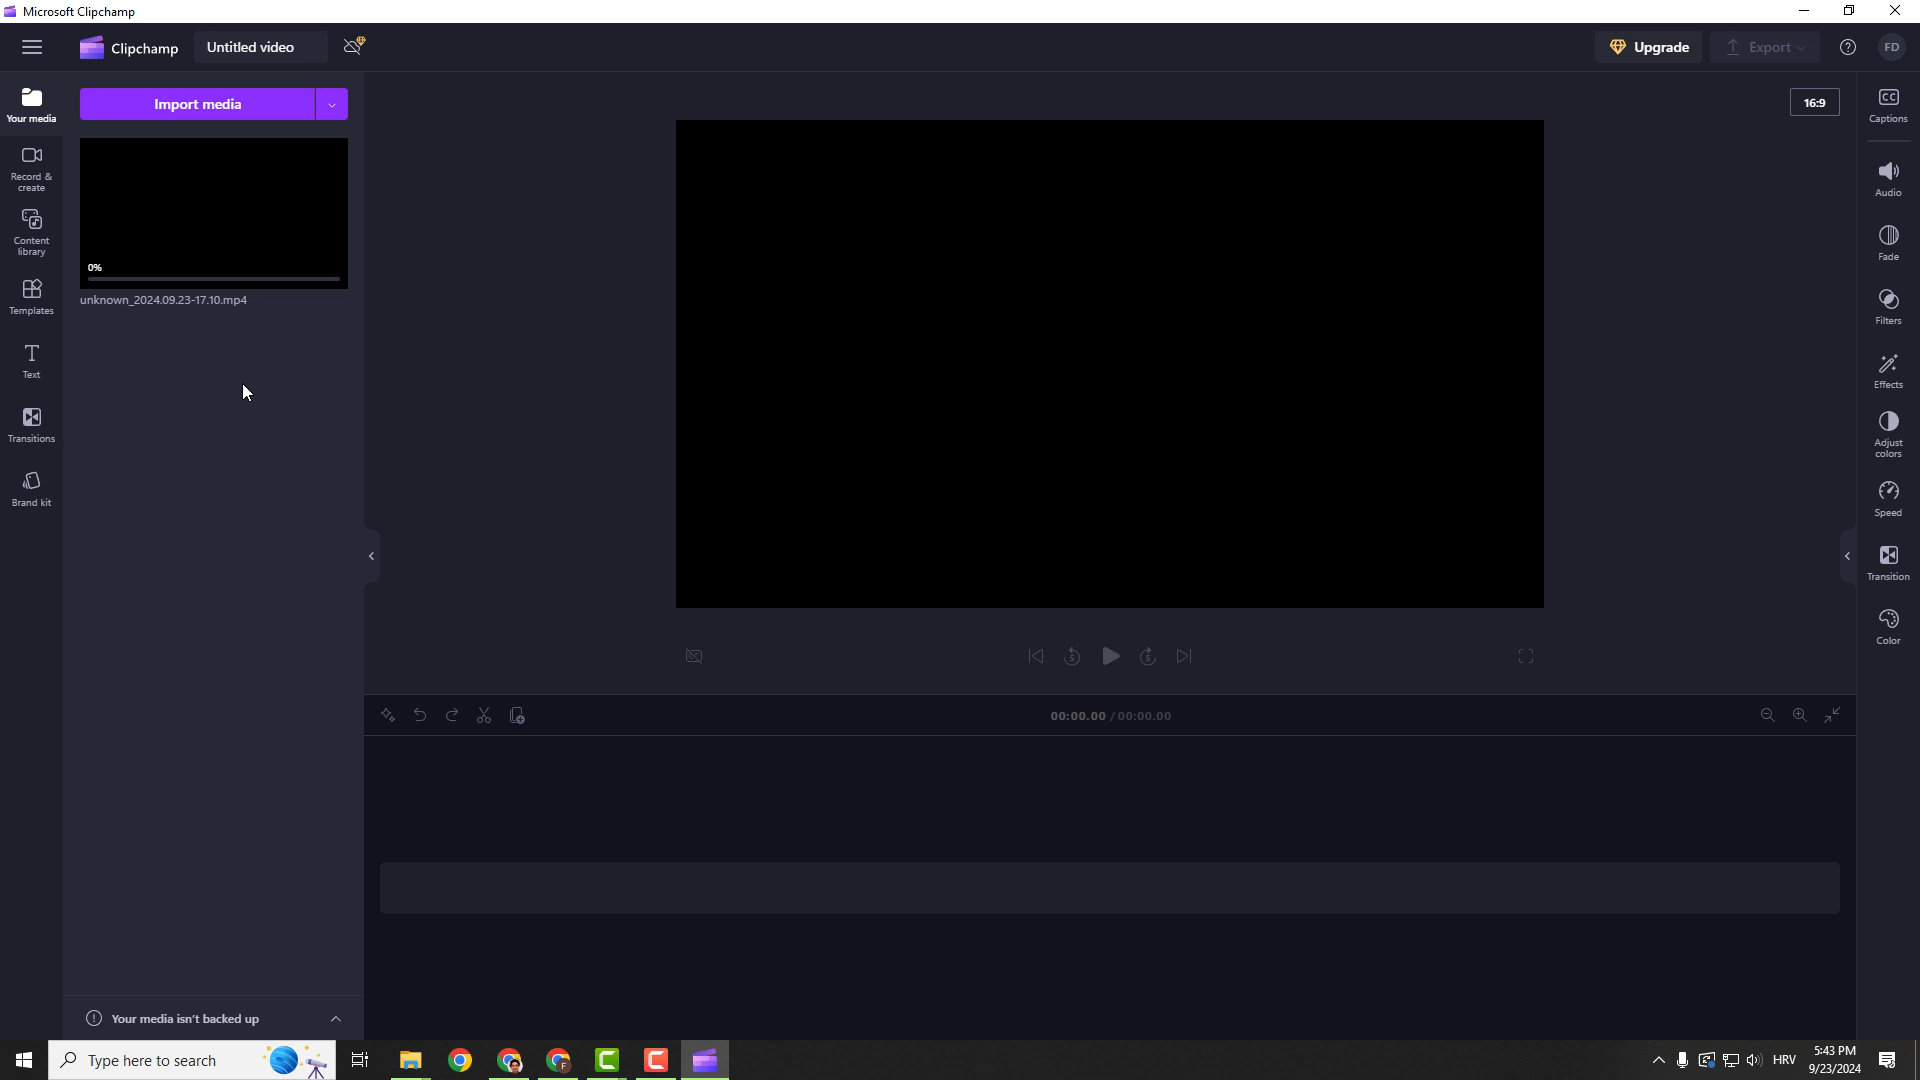 Microsoft Clipchamp
Clipchamp
Untitled video
Upgrade
Export
FD
Your media
Import media
16:9
Captions
Record &
create
0%
unknown_2024.09.23-17.10.mp4
Audio
Content
library
Fade
Templates
Filters
Text
Effects
Transitions
Adjust
colors
Brand kit
Speed
Transition
Color
5
5
00:00.00 / 00:00.00
Your media isn't backed up
Type here to search
F
HRV
5:43 PM
9/23/2024